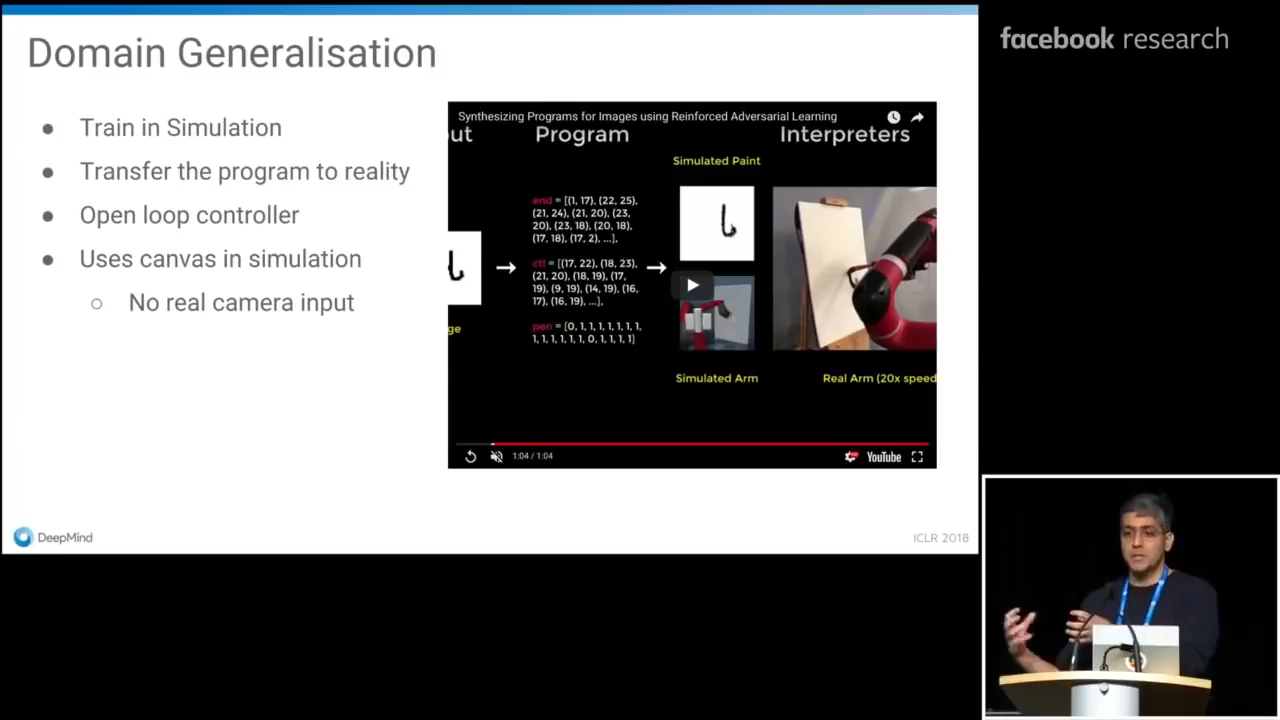 facebook research
Domain Generalisation
● Train in Simulation
● Transfer the program to reality
● Open loop controller
● Uses canvas in simulation
○ No real camera input
Synthesizing Programs for Images using Reinforced Adversarial Learning
out Program Interpreters
Simulated Paint
end = [(1, 17), (22, 25),
(21, 24), (21, 20), (23,
20), (23, 18), (20, 18),
(17, 18), (17, 2), ...],
ctl = [(17, 22), (18, 23),
(21, 20), (18, 19), (17,
19), (9, 19), (14, 19), (16,
17), (16, 19), ...],
ge
pen = [0, 1, 1, 1, 1, 1, 1, 1,
1, 1, 1, 1, 1, 0, 1, 1, 1, 1]
Simulated Arm
Real Arm (20x speed
1:04 / 1:04
YouTube
DeepMind
ICLR 2018